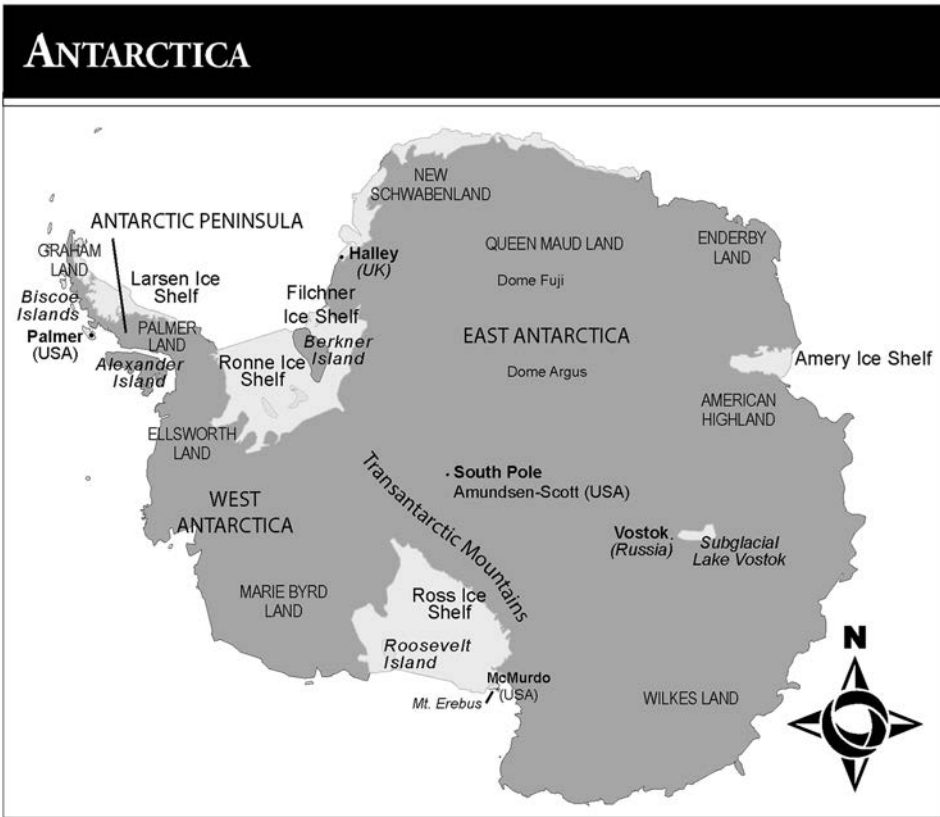 ANTARCTICA
NEW
SCHWABENLAND
ANTARCTIC PENINSULA
GRAHAM
LAND
QUEEN MAUD LAND
ENDERBY
LAND
Halley
(UK)
Dome Fuji
Larsen Ice
Shelf
Filchner
Ice Shelf
Biscoe
Islands
Palmer
(USA)
PALMER
LAND
Berkner
Island
EAST ANTARCTICA
Alexander
Island
Ronne Ice
Shelf
Dome Argus
Amery Ice Shelf
AMERICAN
HIGHLAND
ELLSWORTH
LAND
Transantarctic Mountains
South Pole
Amundsen-Scott (USA)
WEST
ANTARCTICA
Vostok
(Russia)
Subglacial
Lake Vostok
MARIE BYRD
LAND
Ross Ice
Shelf
Roosevelt
Island
McMurdo
(USA)
Mt. Erebus
WILKES LAND
N